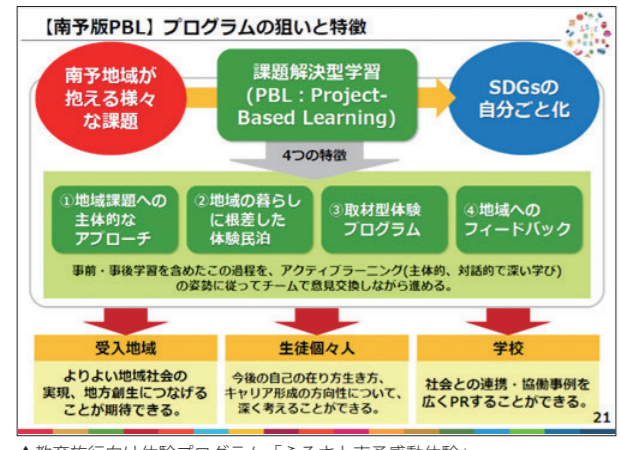 【南予版PBL】プログラムの狙いと特徴
南予地域が
抱える様々
な課題
課題解決型学習
(PBL：Project-
Based Learning)
SDGsの
自分ごと化
4つの特徴
①地域課題への
主体的な
アプローチ
②地域の暮らし
に根差した
体験民泊
③取材型体験
プログラム
④地域への
フィードバック
事前・事後学習を含めたこの過程を、アクティブラーニング(主体的、対話的で深い学び)
の姿勢に従ってチームで意見交換しながら進める。
受入地域
よりよい地域社会の
実現、地方創生につなげる
ことが期待できる。
生徒個々人
今後の自己の在り方生き方、
キャリア形成の方向性について、
深く考えることができる。
学校
社会との連携・協働事例を
広くPRすることができる。
21